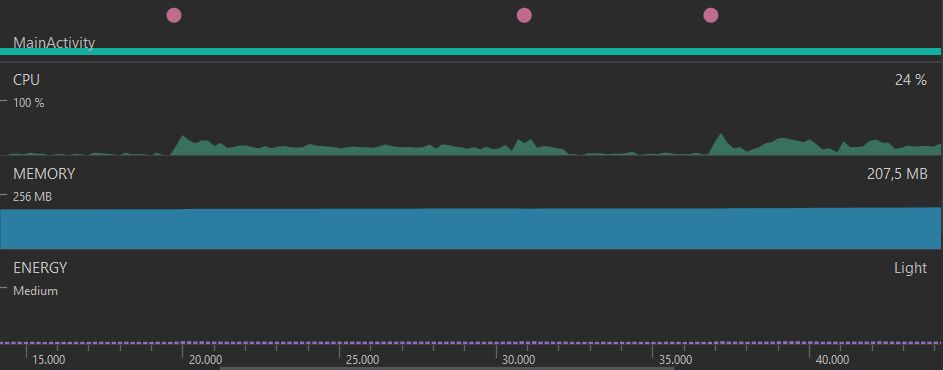 MainActivity
CPU 24 %
100 %
MEMORY 207,5 MB
256 MB
ENERGY Light
Medium
15.000 20.000 25.000 30.000 35.000 40.000